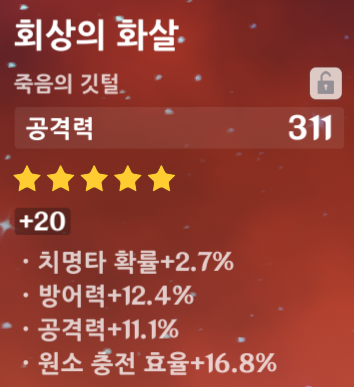 회상의 화살
죽음의 깃털
공격력 311
+20
· 치명타 확률+2.7%
· 방어력+12.4%
· 공격력+11.1%
· 원소 충전 효율+16.8%